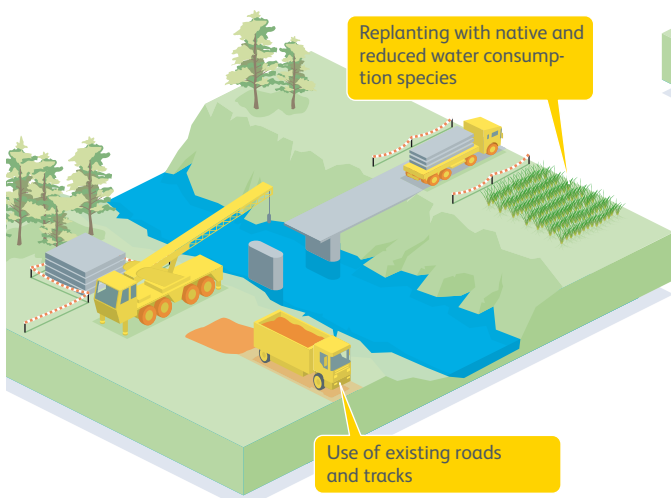 Replanting with native and
reduced water consump-
tion species
Use of existing roads
and tracks